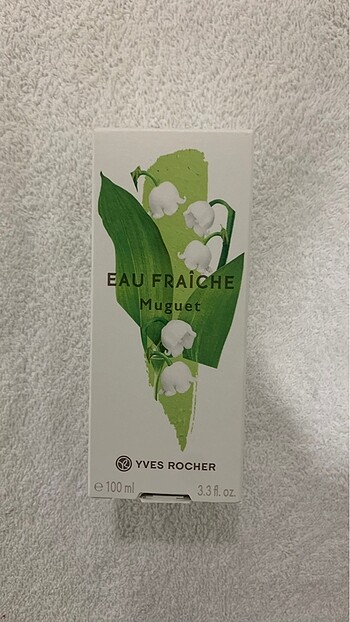 EAU FRAÎCHE
Muguet
YVES ROCHER
℮ 100 ml 3.3 fl. oz.